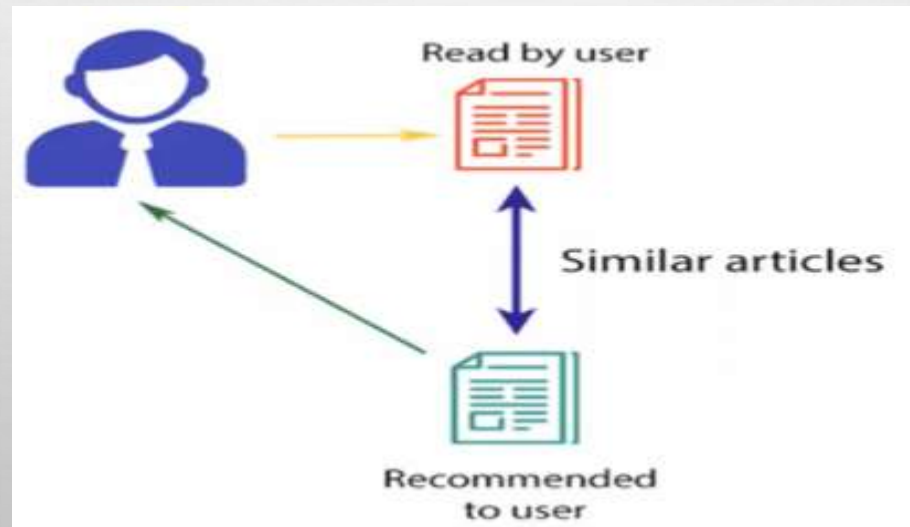 Read by user
Similar articles
Recommended
to user